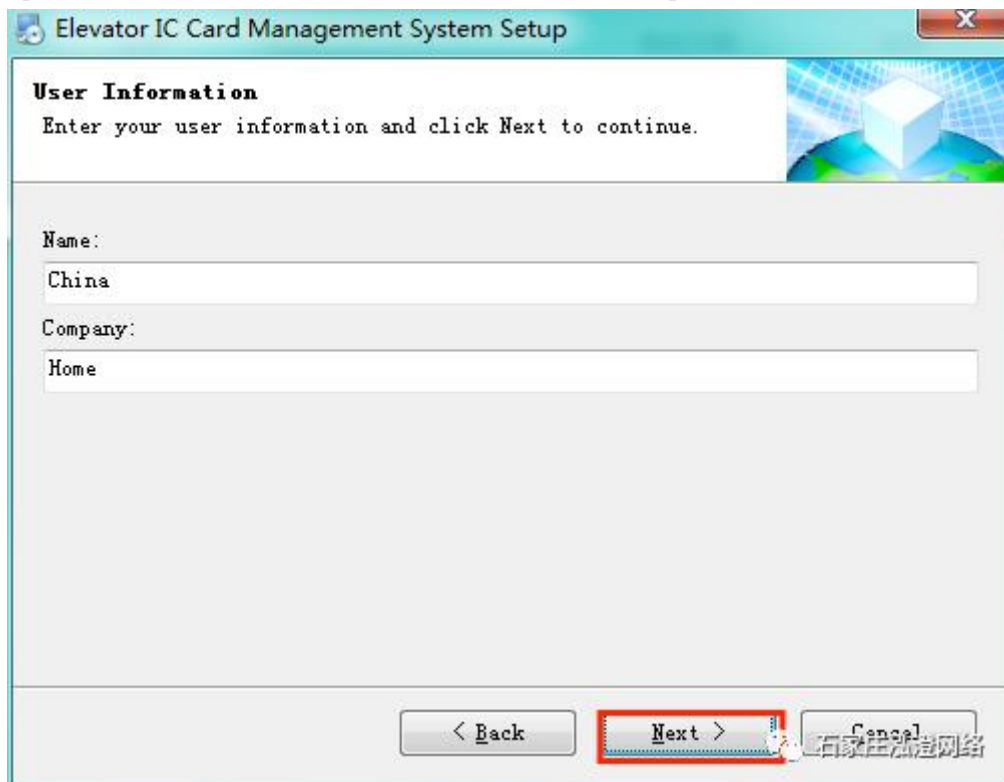 Elevator IC Card Management System Setup
User Information
Enter your user information and click Next to continue.
Name:
China
Company:
Home
< Back
Next >
Cancel
石家庄泓澄网络